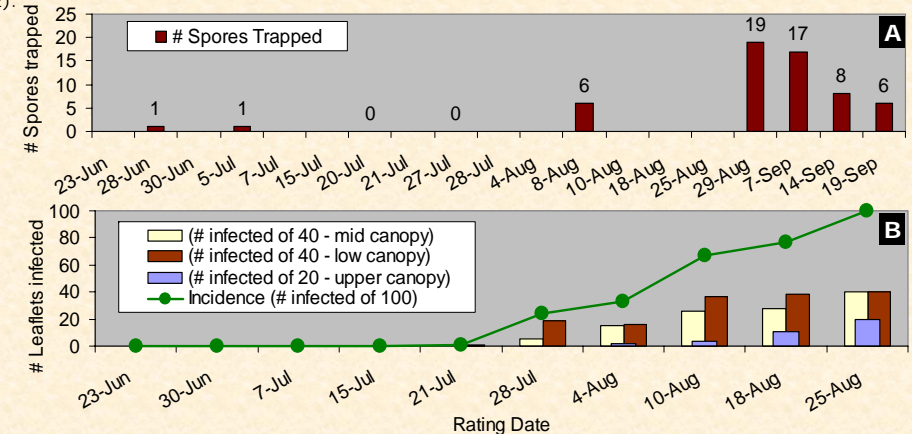 2).
# Spores Trapped
25
20
15
10
5
0
# Spores Trapped
A
1
1
0
0
6
19
17
8
6
23-Jun
28-Jun
30-Jun
5-Jul
7-Jul
15-Jul
20-Jul
21-Jul
27-Jul
28-Jul
4-Aug
8-Aug
10-Aug
18-Aug
25-Aug
29-Aug
7-Sep
14-Sep
19-Sep
# Leaflets infected
100
80
60
40
20
0
(# infected of 40 - mid canopy)
(# infected of 40 - low canopy)
(# infected of 20 - upper canopy)
Incidence (# infected of 100)
B
23-Jun
30-Jun
7-Jul
15-Jul
21-Jul
28-Jul
4-Aug
10-Aug
18-Aug
25-Aug
Rating Date